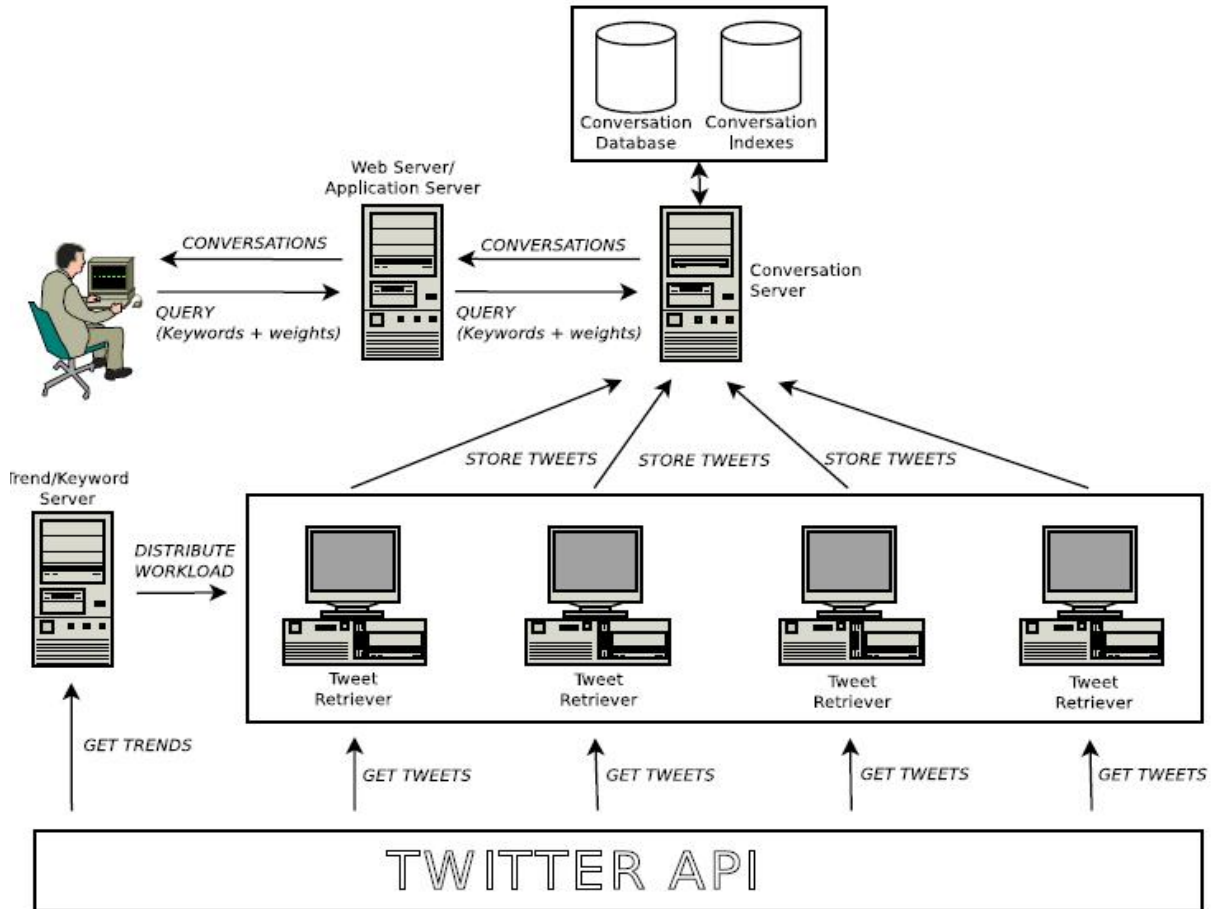 Conversation
Database
Conversation
Indexes
Web Server/
Application Server
CONVERSATIONS
CONVERSATIONS
Conversation
Server
QUERY
(Keywords + weights)
QUERY
(Keywords + weights)
STORE TWEETS
STORE TWEETS
STORE TWEETS
Trend/Keyword
Server
DISTRIBUTE
WORKLOAD
Tweet
Retriever
Tweet
Retriever
Tweet
Retriever
Tweet
Retriever
GET TRENDS
GET TWEETS
GET TWEETS
GET TWEETS
GET TWEETS
TWITTER API